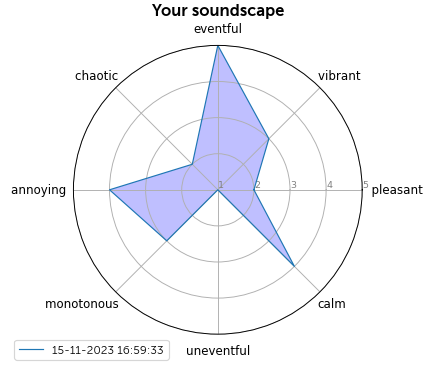 Your soundscape
eventful
chaotic
vibrant
annoying
1 2 3 4 5
pleasant
monotonous
calm
uneventful
15-11-2023 16:59:33